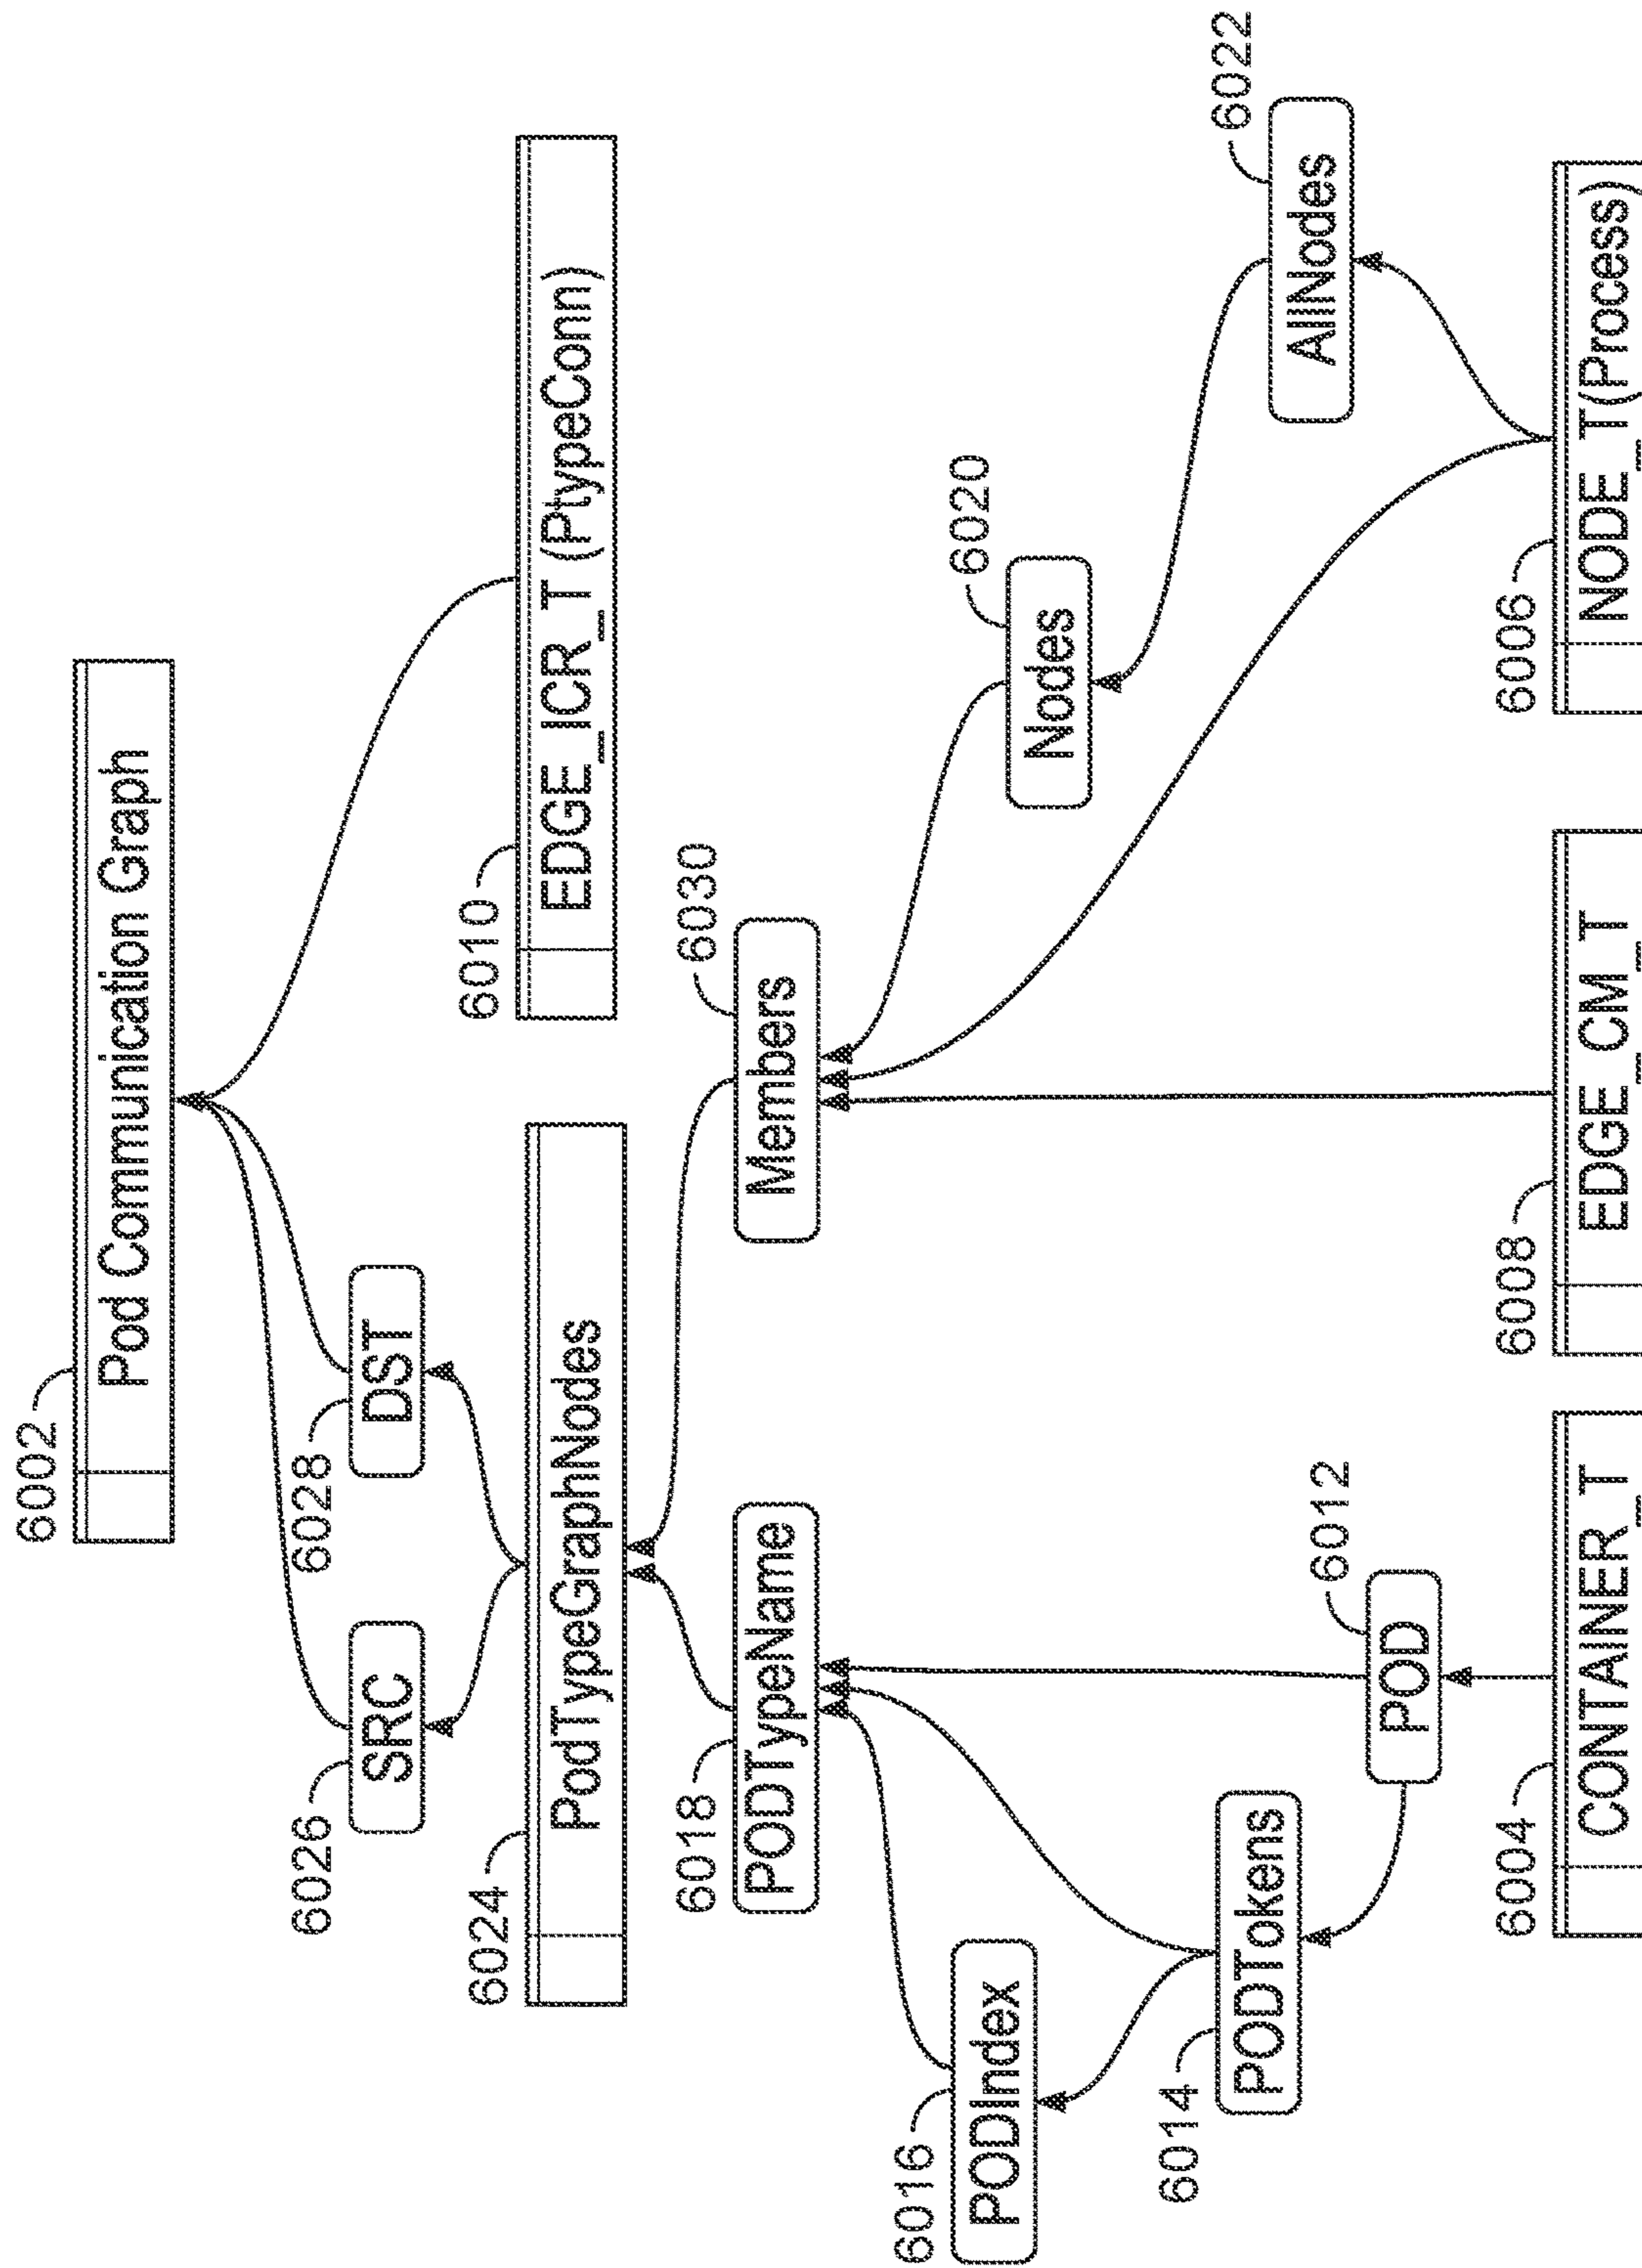 6002
Pod Communication Graph
6026
SRC
6028
DST
6024
PodTypeGraphNodes
6010
EDGE_ICR_T (PtypeConn)
6018
PODTypeName
6030
Members
6016
PODIndex
6020
Nodes
6014
PODTokens
6012
POD
6022
AllNodes
6004
CONTAINER_T
6008
EDGE_CM_T
6006
NODE_T(Process)